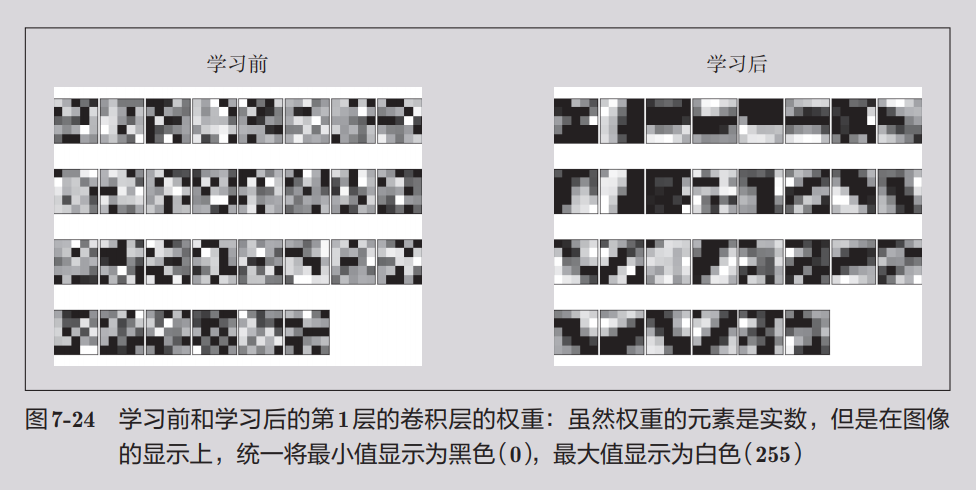 学习前
学习后
图7-24 学习前和学习后的第1层的卷积层的权重：虽然权重的元素是实数，但是在图像
的显示上，统一将最小值显示为黑色（0），最大值显示为白色（255）